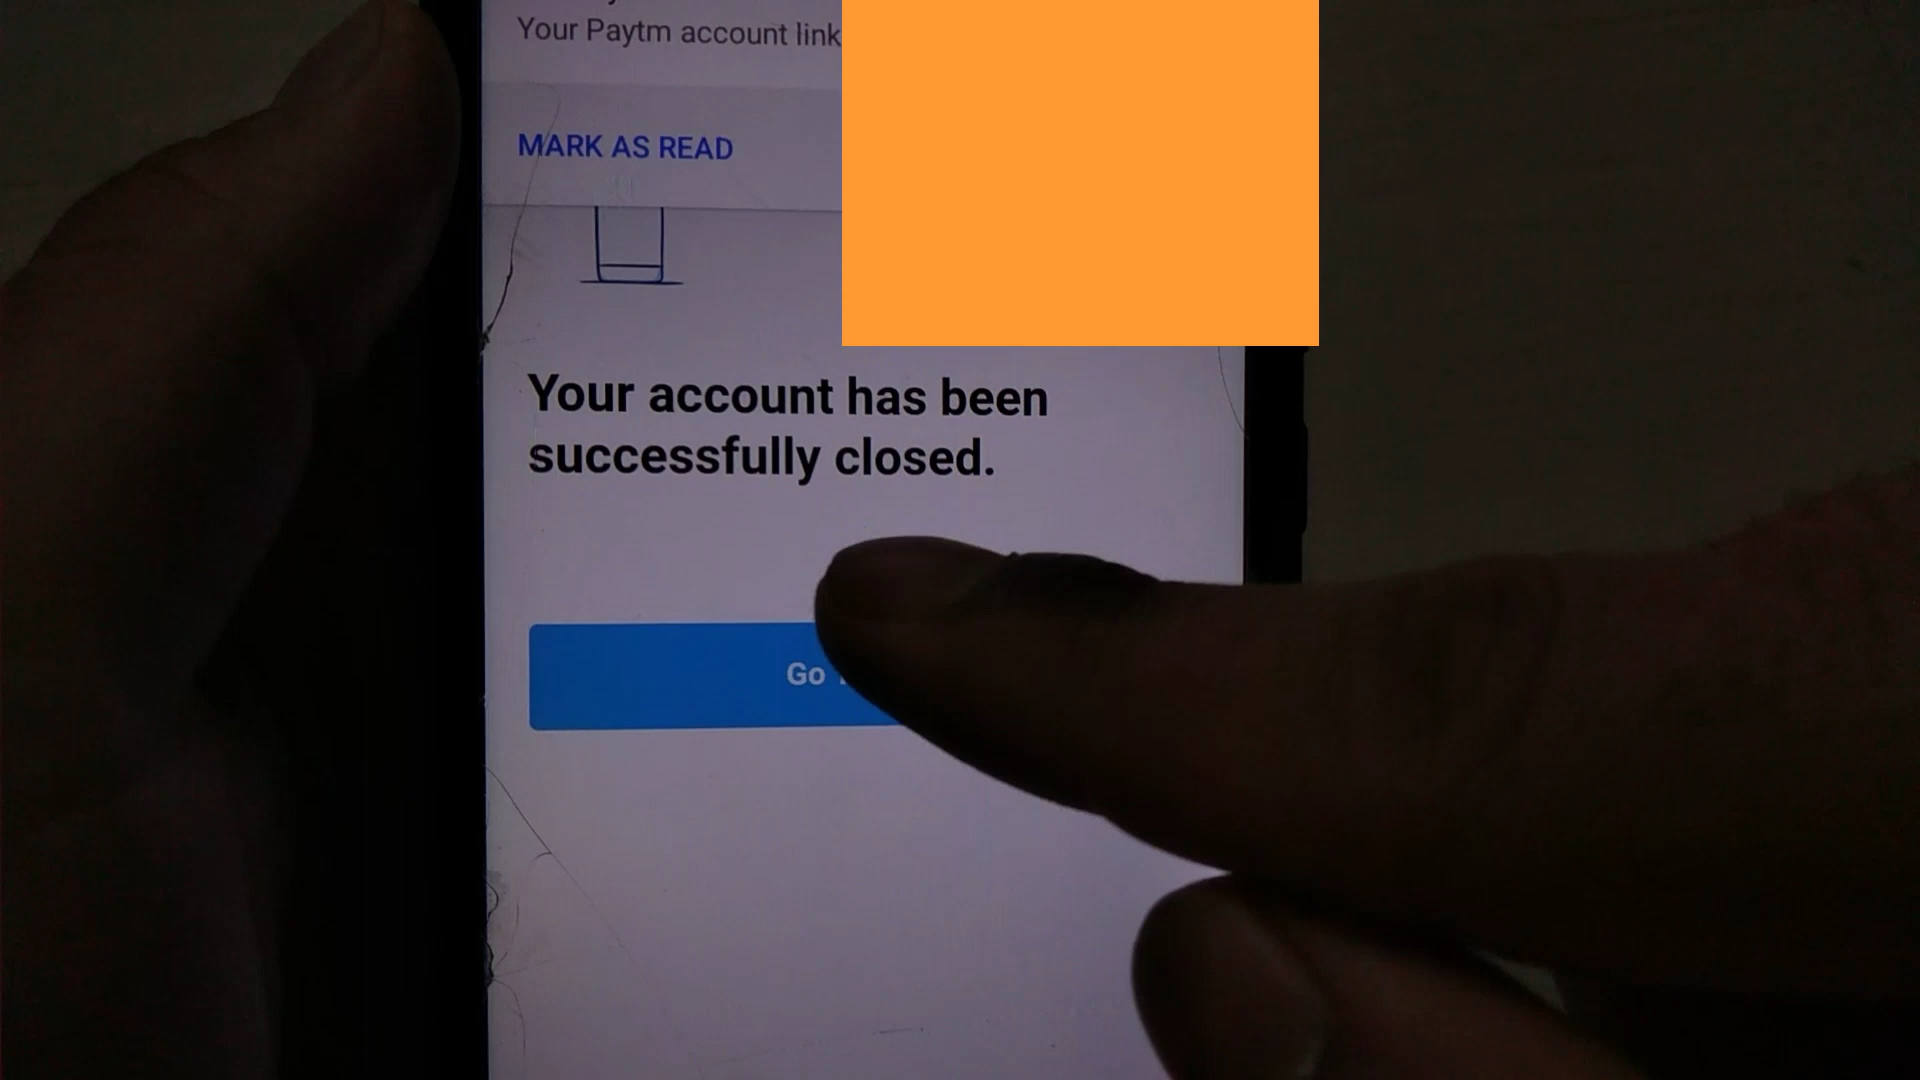 Your Paytm account link
MARK AS READ
Your account has been
successfully closed.
Go